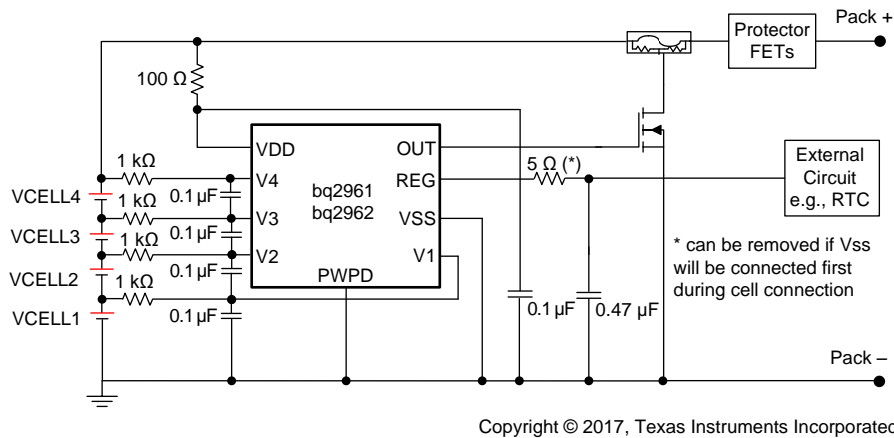 Pack +
Protector
FETs
100 Ω
VDD
OUT
1 kΩ
5 Ω (*)
External
Circuit
e.g., RTC
V4
REG
0.1 µF
VCELL4
1 kΩ
bq2961
bq2962
V3
VSS
0.1 µF
VCELL3
1 kΩ
* can be removed if Vss
will be connected first
during cell connection
V2
V1
0.1 µF
VCELL2
PWPD
1 kΩ
0.1 µF
0.47 µF
VCELL1
0.1 µF
Pack –
Copyright © 2017, Texas Instruments Incorporated